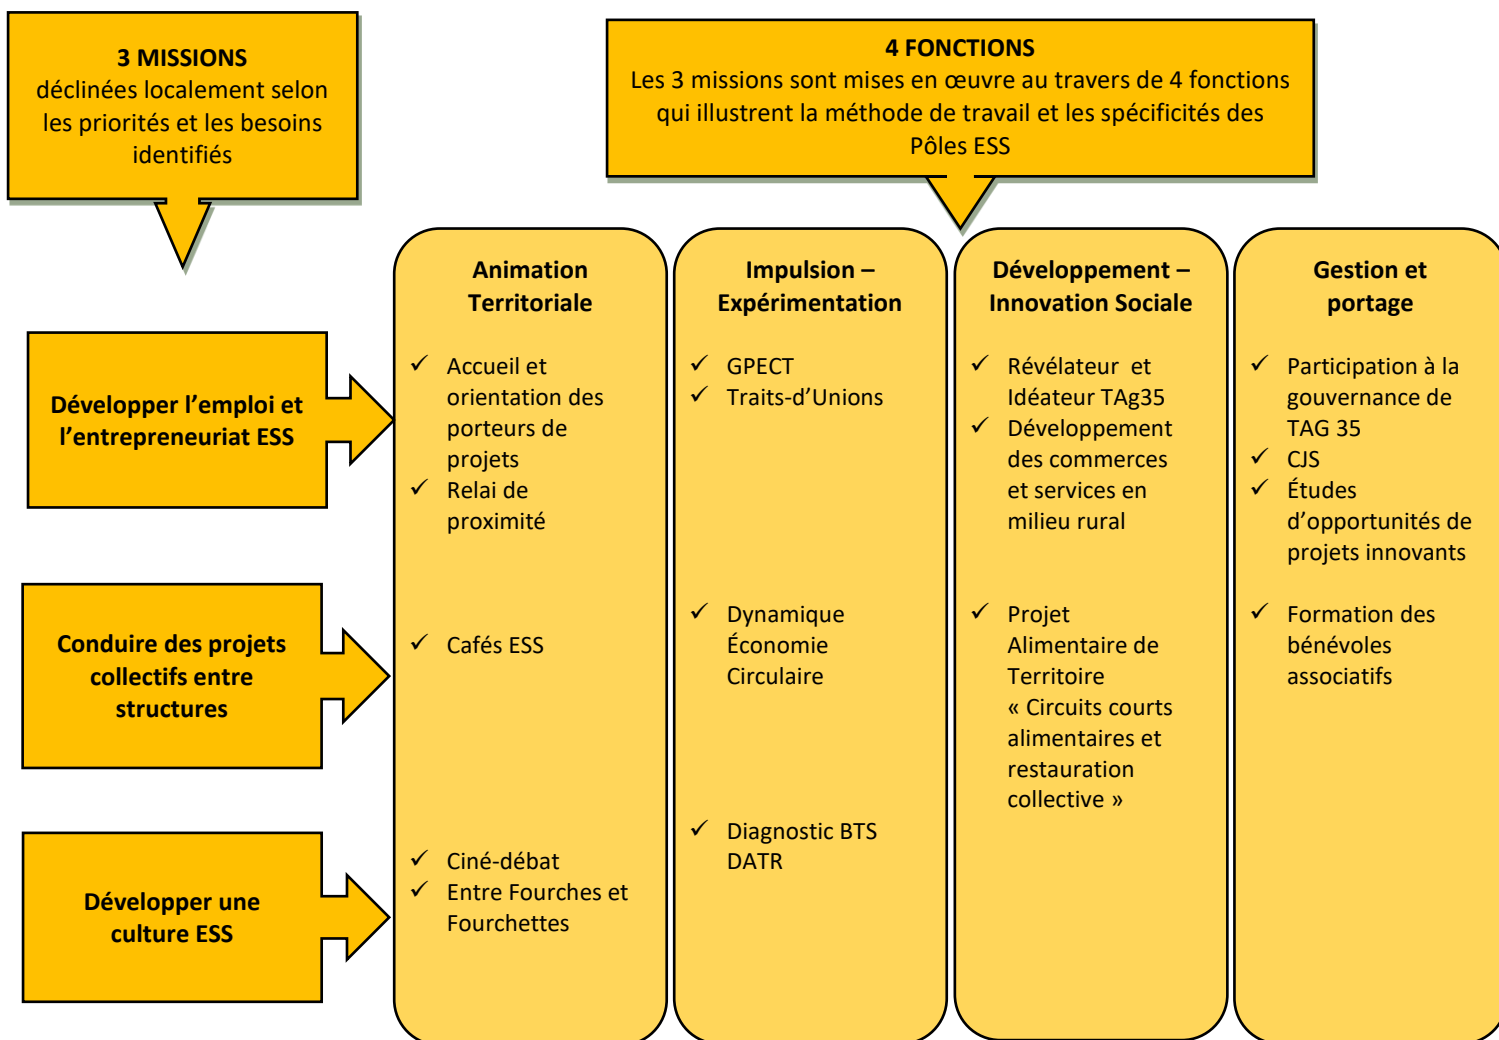 3 MISSIONS
déclinées localement selon
les priorités et les besoins
identifiés
4 FONCTIONS
Les 3 missions sont mises en œuvre au travers de 4 fonctions
qui illustrent la méthode de travail et les spécificités des
Pôles ESS
Développer l’emploi et
l’entrepreneuriat ESS
Conduire des projets
collectifs entre
structures
Développer une
culture ESS
Animation
Territoriale
✓ Accueil et
orientation des
porteurs de
projets
✓ Relai de
proximité
✓ Cafés ESS
✓ Ciné-débat
✓ Entre Fourches et
Fourchettes
Impulsion –
Expérimentation
✓ GPECT
✓ Traits-d’Unions
✓ Dynamique
Économie
Circulaire
✓ Diagnostic BTS
DATR
Développement –
Innovation Sociale
✓ Révélateur et
Idéateur TAg35
✓ Développement
des commerces
et services en
milieu rural
✓ Projet
Alimentaire de
Territoire
« Circuits courts
alimentaires et
restauration
collective »
Gestion et
portage
✓ Participation à la
gouvernance de
TAG 35
✓ CJS
✓ Études
d’opportunités de
projets innovants
✓ Formation des
bénévoles
associatifs